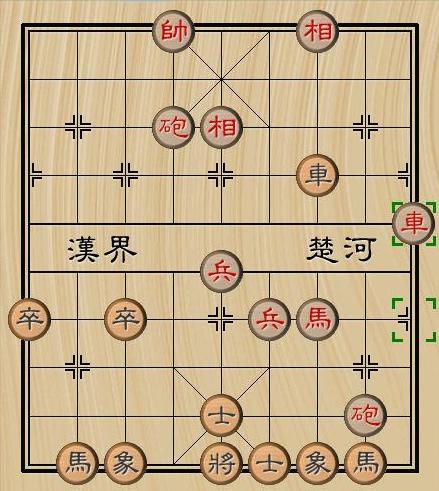 帥 相
砲 相
車
車
漢界 楚河
兵
卒 卒 兵 馬
士 砲
馬 象 將 士 象 馬